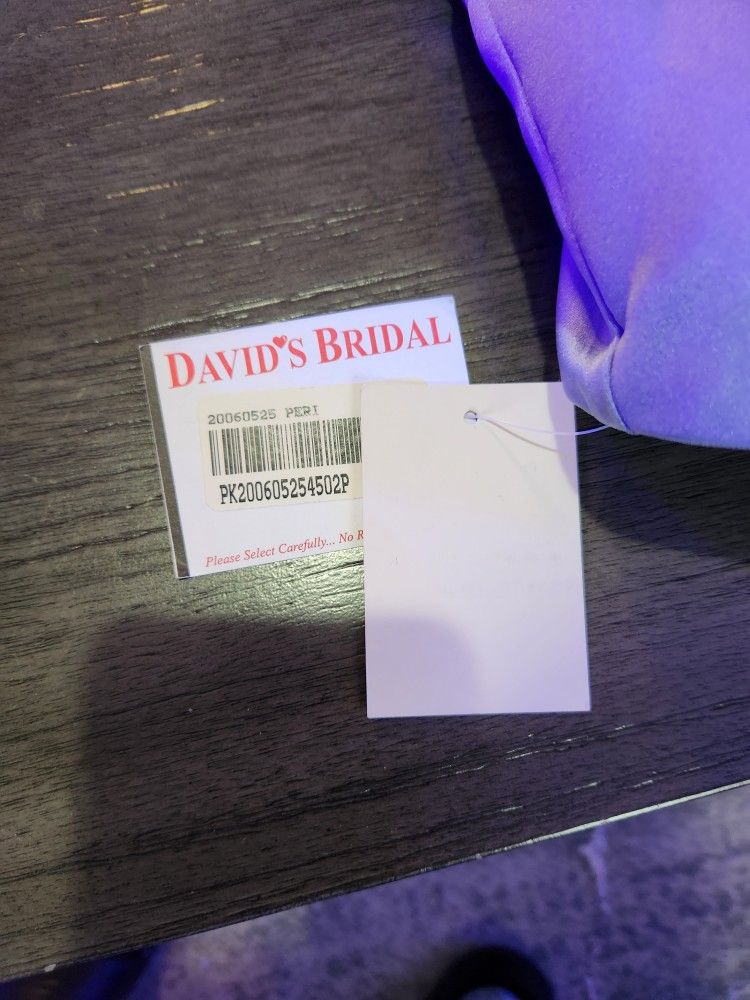 DAVID'S BRIDAL
20060525 PERI
PK200605254502P
Please Select Carefully... No R